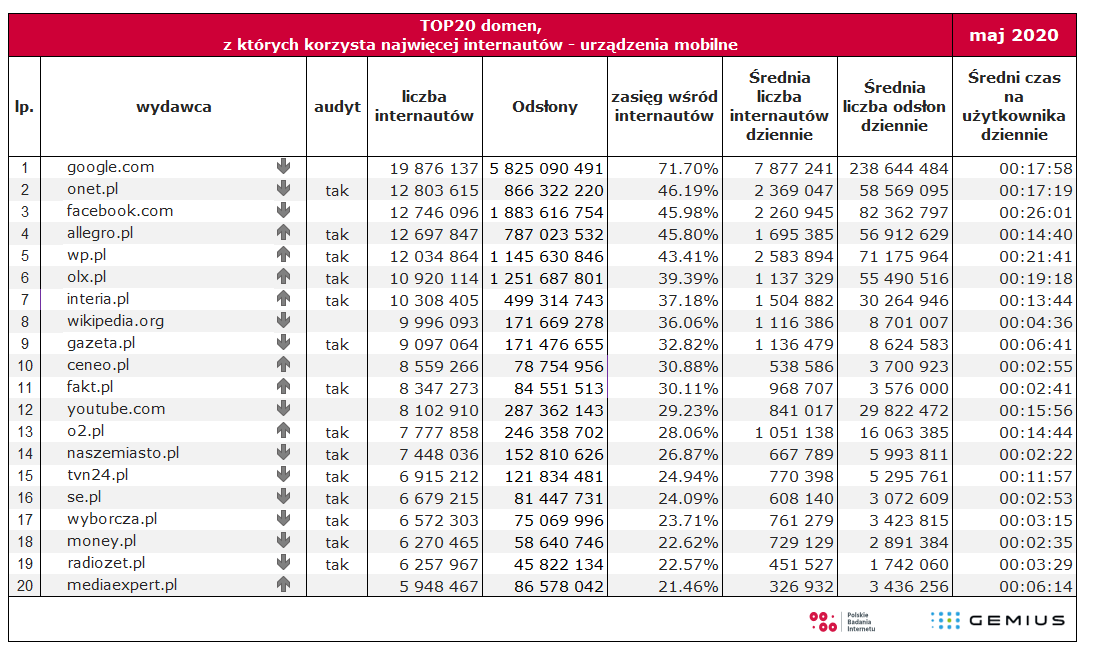 TOP20 domen,
z których korzysta najwięcej internautów - urządzenia mobilne
maj 2020
lp. wydawca audyt liczba internautów Odsłony zasięg wśród internautów Średnia liczba internautów dziennie Średnia liczba odsłon dziennie Średni czas na użytkownika dziennie
1 google.com 19 876 137 5 825 090 491 71.70% 7 877 241 238 644 484 00:17:58
2 onet.pl tak 12 803 615 866 322 220 46.19% 2 369 047 58 569 095 00:17:19
3 facebook.com 12 746 096 1 883 616 754 45.98% 2 260 945 82 362 797 00:26:01
4 allegro.pl tak 12 697 847 787 023 532 45.80% 1 695 385 56 912 629 00:14:40
5 wp.pl tak 12 034 864 1 145 630 846 43.41% 2 583 894 71 175 964 00:21:41
6 olx.pl tak 10 920 114 1 251 687 801 39.39% 1 137 329 55 490 516 00:19:18
7 interia.pl tak 10 308 405 499 314 743 37.18% 1 504 882 30 264 946 00:13:44
8 wikipedia.org 9 996 093 171 669 278 36.06% 1 116 386 8 701 007 00:04:36
9 gazeta.pl tak 9 097 064 171 476 655 32.82% 1 136 479 8 624 583 00:06:41
10 ceneo.pl 8 559 266 78 754 956 30.88% 538 586 3 700 923 00:02:55
11 fakt.pl tak 8 347 273 84 551 513 30.11% 968 707 3 576 000 00:02:41
12 youtube.com 8 102 910 287 362 143 29.23% 841 017 29 822 472 00:15:56
13 o2.pl tak 7 777 858 246 358 702 28.06% 1 051 138 16 063 385 00:14:44
14 naszemiasto.pl tak 7 448 036 152 810 626 26.87% 667 789 5 993 811 00:02:22
15 tvn24.pl tak 6 915 212 121 834 481 24.94% 770 398 5 295 761 00:11:57
16 se.pl tak 6 679 215 81 447 731 24.09% 608 140 3 072 609 00:02:53
17 wyborcza.pl tak 6 572 303 75 069 996 23.71% 761 279 3 423 815 00:03:15
18 money.pl tak 6 270 465 58 640 746 22.62% 729 129 2 891 384 00:02:35
19 radiozet.pl tak 6 257 967 45 822 134 22.57% 451 527 1 742 060 00:03:29
20 mediaexpert.pl 5 948 467 86 578 042 21.46% 326 932 3 436 256 00:06:14
Polskie
Badania
Internetu
GEMIUS